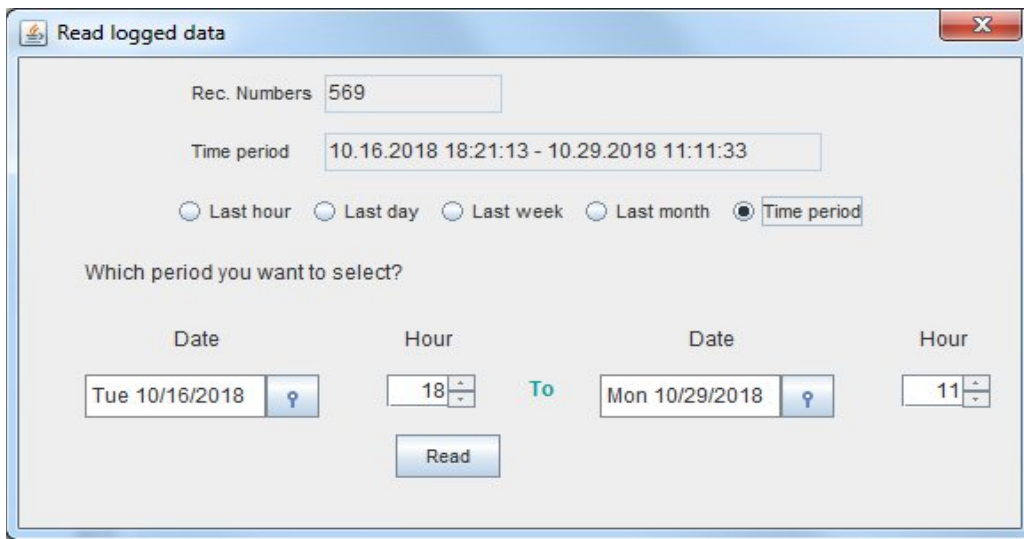 Read logged data
Rec. Numbers 569
Time period 10.16.2018 18:21:13 - 10.29.2018 11:11:33
Last hour Last day Last week Last month Time period
Which period you want to select?
Date Hour Date Hour
Tue 10/16/2018 18 To Mon 10/29/2018 11
Read